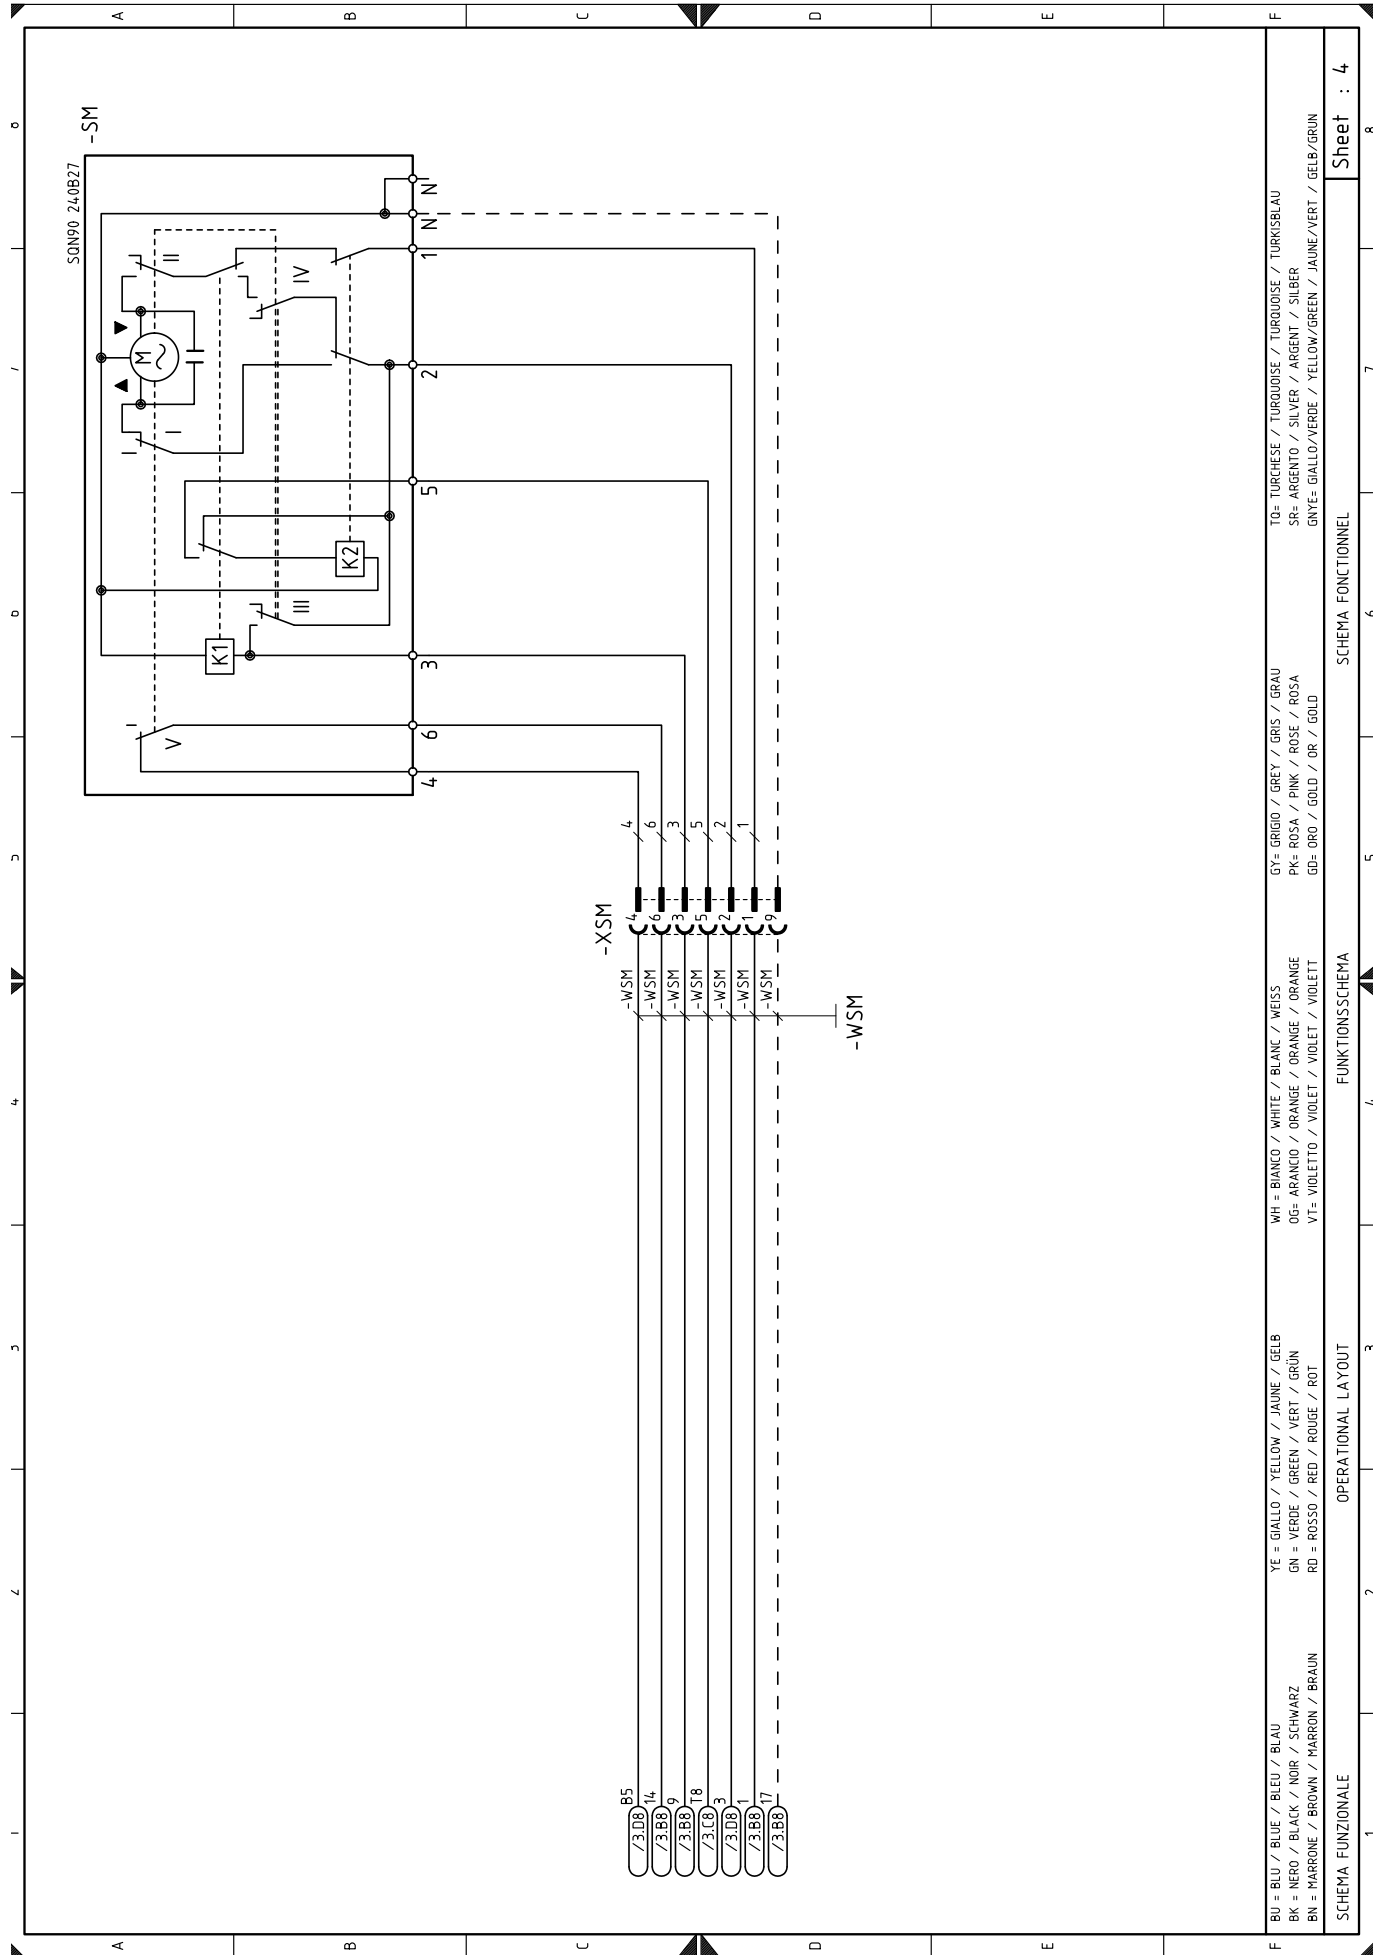 A
B
C
D
E
F
-SM
SQN90 240B27
M
I
II
III
IV
V
K1
K2
4
6
3
5
2
1
N
N
4
6
3
5
2
1
-XSM
4
6
3
5
2
1
9
-WSM
-WSM
-WSM
-WSM
-WSM
-WSM
-WSM
-WSM
B5
/3.D8
14
/3.B8
9
/3.B8
T8
/3.C8
3
/3.D8
1
/3.B8
17
/3.B8
A
B
C
D
E
F
BU = BLU / BLUE / BLEU / BLAU
BK = NERO / BLACK / NOIR / SCHWARZ
BN = MARRONE / BROWN / MARRON / BRAUN
YE = GIALLO / YELLOW / JAUNE / GELB
GN = VERDE / GREEN / VERT / GRÜN
RD = ROSSO / RED / ROUGE / ROT
WH = BIANCO / WHITE / BLANC / WEISS
OG= ARANCIO / ORANGE / ORANGE / ORANGE
VT= VIOLETTO / VIOLET / VIOLET / VIOLETT
GY= GRIGIO / GREY / GRIS / GRAU
PK= ROSA / PINK / ROSE / ROSA
GD= ORO / GOLD / OR / GOLD
TQ= TURCHESE / TURQUOISE / TURQUOISE / TURKISBLAU
SR= ARGENTO / SILVER / ARGENT / SILBER
GNYE= GIALLO/VERDE / YELLOW/GREEN / JAUNE/VERT / GELB/GRUN
SCHEMA FUNZIONALE
OPERATIONAL LAYOUT
FUNKTIONSSCHEMA
SCHEMA FONCTIONNEL
Sheet : 4